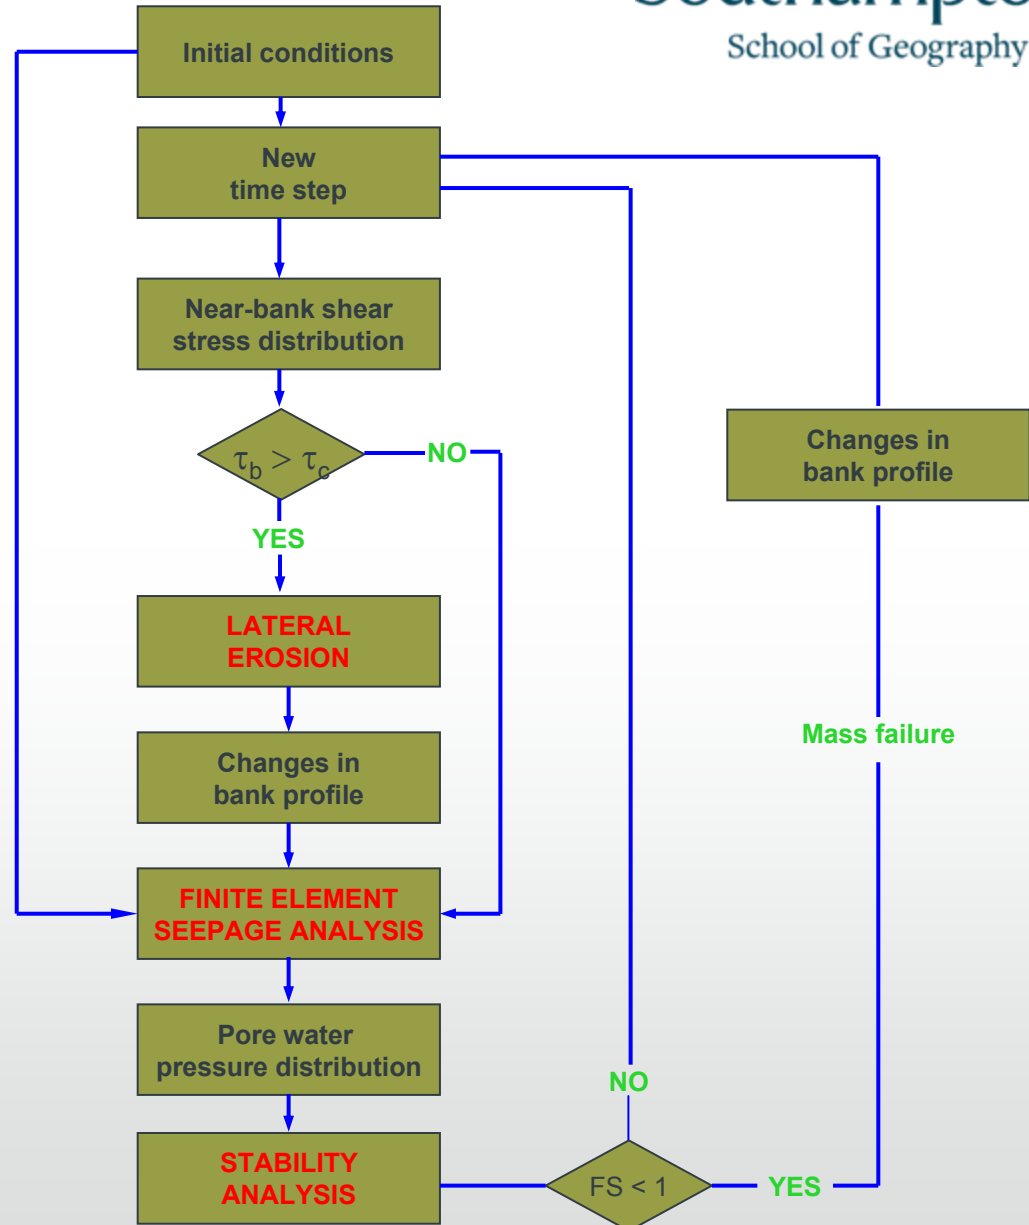 School of Geography
Initial conditions
New
time step
Near-bank shear
stress distribution
τb > τc
NO
YES
Changes in
bank profile
LATERAL
EROSION
Mass failure
Changes in
bank profile
FINITE ELEMENT
SEEPAGE ANALYSIS
Pore water
pressure distribution
NO
STABILITY
ANALYSIS
FS < 1
YES